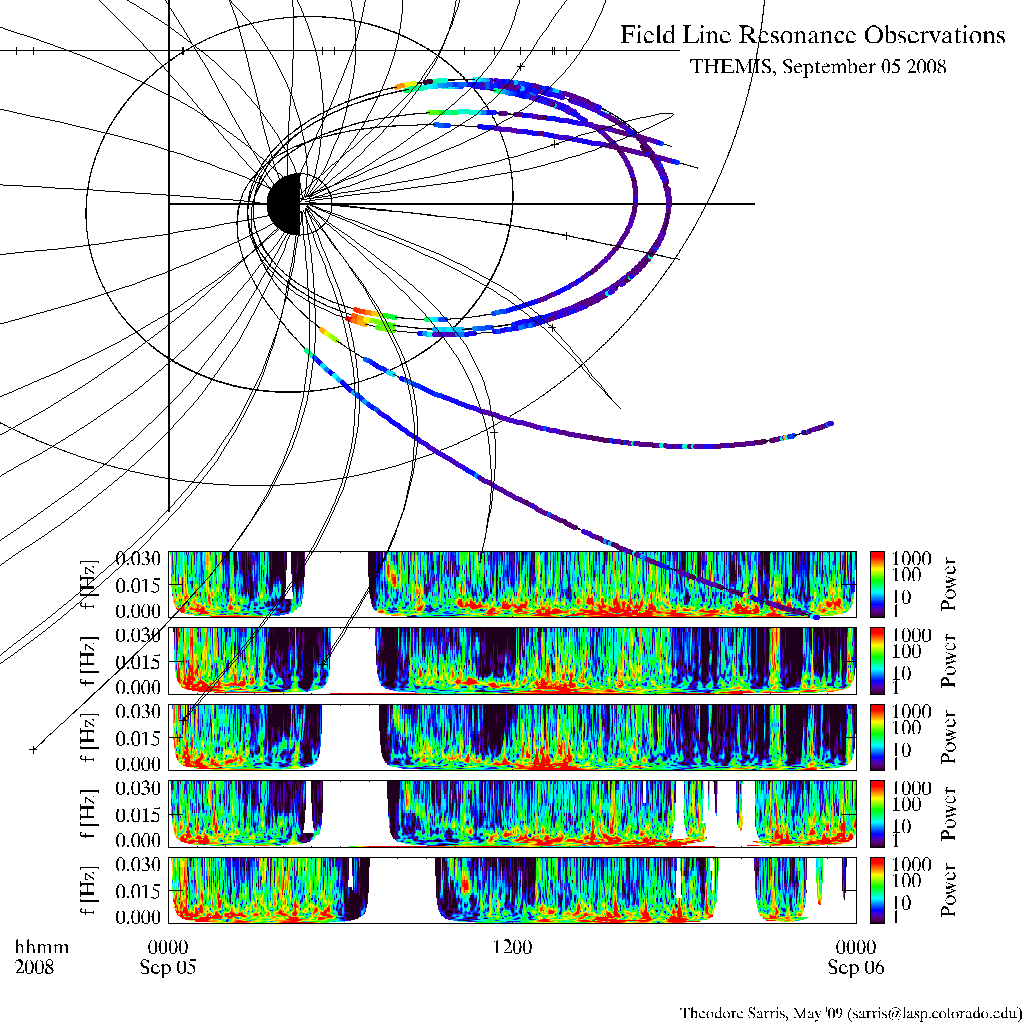 Field Line Resonance Observations
THEMIS, September 05 2008
0.030
0.015
0.000
f [Hz]
1000
100
10
1
Power
0.030
0.015
0.000
f [Hz]
1000
100
10
1
Power
0.030
0.015
0.000
f [Hz]
1000
100
10
1
Power
0.030
0.015
0.000
f [Hz]
1000
100
10
1
Power
0.030
0.015
0.000
f [Hz]
1000
100
10
1
Power
hhmm 0000 1200 0000
2008 Sep 05 Sep 06
Theodore Sarris, May '09 (sarris@lasp.colorado.edu)